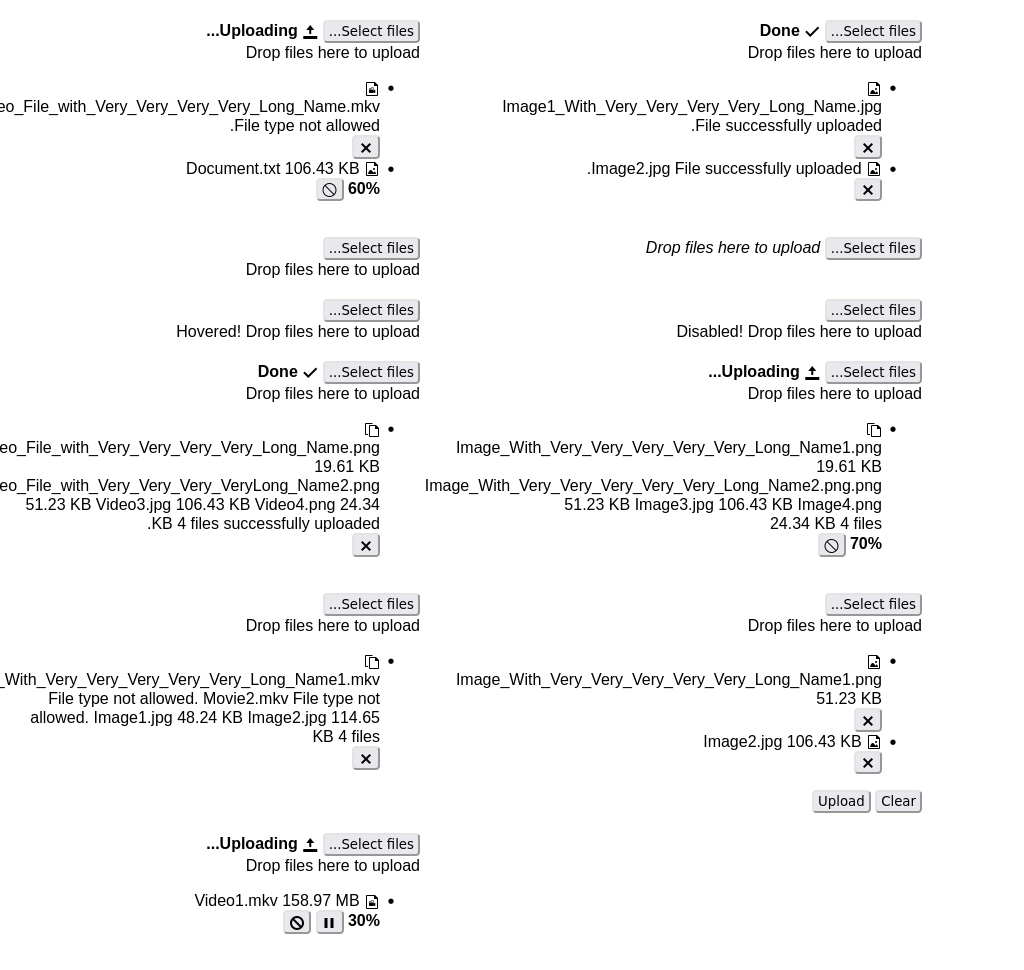 Done ...Select files
Drop files here to upload
Image1_With_Very_Very_Very_Very_Long_Name.jpg
.File successfully uploaded
.Image2.jpg File successfully uploaded
...Uploading ...Select files
Drop files here to upload
eo_File_with_Very_Very_Very_Very_Long_Name.mkv
.File type not allowed
Document.txt 106.43 KB
60%
Drop files here to upload ...Select files
...Select files
Drop files here to upload
...Select files
Disabled! Drop files here to upload
...Select files
Hovered! Drop files here to upload
...Uploading ...Select files
Drop files here to upload
Image_With_Very_Very_Very_Very_Very_Long_Name1.png
19.61 KB
Image_With_Very_Very_Very_Very_Very_Long_Name2.png.png
51.23 KB Image3.jpg 106.43 KB Image4.png
24.34 KB 4 files
70%
Done ...Select files
Drop files here to upload
eo_File_with_Very_Very_Very_Very_Long_Name.png
19.61 KB
eo_File_with_Very_Very_Very_VeryLong_Name2.png
51.23 KB Video3.jpg 106.43 KB Video4.png 24.34
.KB 4 files successfully uploaded
...Select files
Drop files here to upload
Image_With_Very_Very_Very_Very_Very_Long_Name1.png
51.23 KB
Image2.jpg 106.43 KB
Upload Clear
...Select files
Drop files here to upload
_With_Very_Very_Very_Very_Very_Long_Name1.mkv
File type not allowed. Movie2.mkv File type not
allowed. Image1.jpg 48.24 KB Image2.jpg 114.65
KB 4 files
...Uploading ...Select files
Drop files here to upload
Video1.mkv 158.97 MB
30%